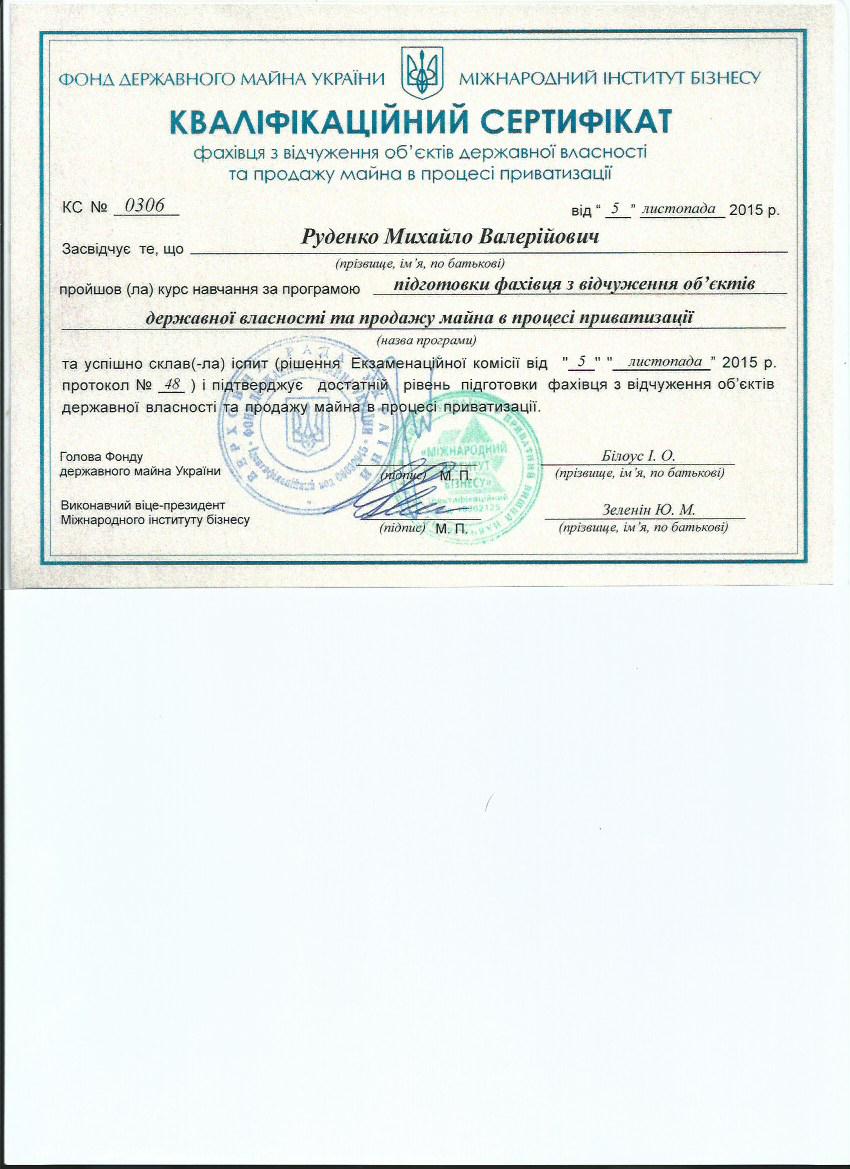 ФОНД ДЕРЖАВНОГО МАЙНА УКРАЇНИ МІЖНАРОДНИЙ ІНСТИТУТ БІЗНЕСУ
КВАЛІФІКАЦІЙНИЙ СЕРТИФІКАТ
фахівця з відчуження об’єктів державної власності
та продажу майна в процесі приватизації
КС № 0306 від “ 5 ” листопада 2015 р.
Засвідчує те, що Руденко Михайло Валерійович
(прізвище, ім’я, по батькові)
пройшов (ла) курс навчання за програмою підготовки фахівця з відчуження об’єктів
державної власності та продажу майна в процесі приватизації
(назва програми)
та успішно склав(-ла) іспит (рішення Екзаменаційної комісії від " 5 " " листопада ” 2015 р.
протокол № 48 ) і підтверджує достатній рівень підготовки фахівця з відчуження об’єктів
державної власності та продажу майна в процесі приватизації.
Голова Фонду
державного майна України
(підпис) М. П.
Білоус І. О.
(прізвище, ім’я, по батькові)
Виконавчий віце-президент
Міжнародного інституту бізнесу
(підпис) М. П.
Зеленін Ю. М.
(прізвище, ім’я, по батькові)
«МІЖНАРОДНИЙ
ІНСТИТУТ
БІЗНЕСУ»